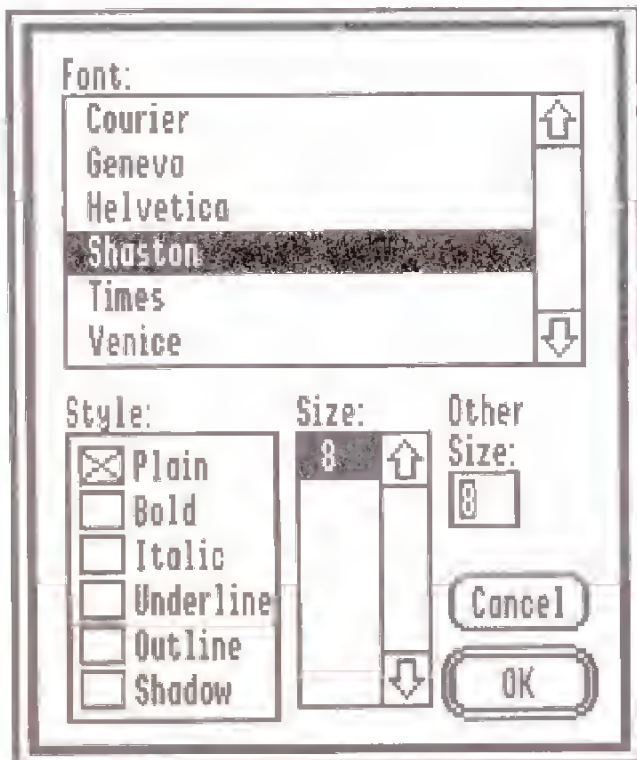 Font:
Courier
Geneva
Helvetica
Shaston
Times
Venice
Style:
Plain
Bold
Italic
Underline
Outline
Shadow
Size:
8
Other
Size:
8
Cancel
OK